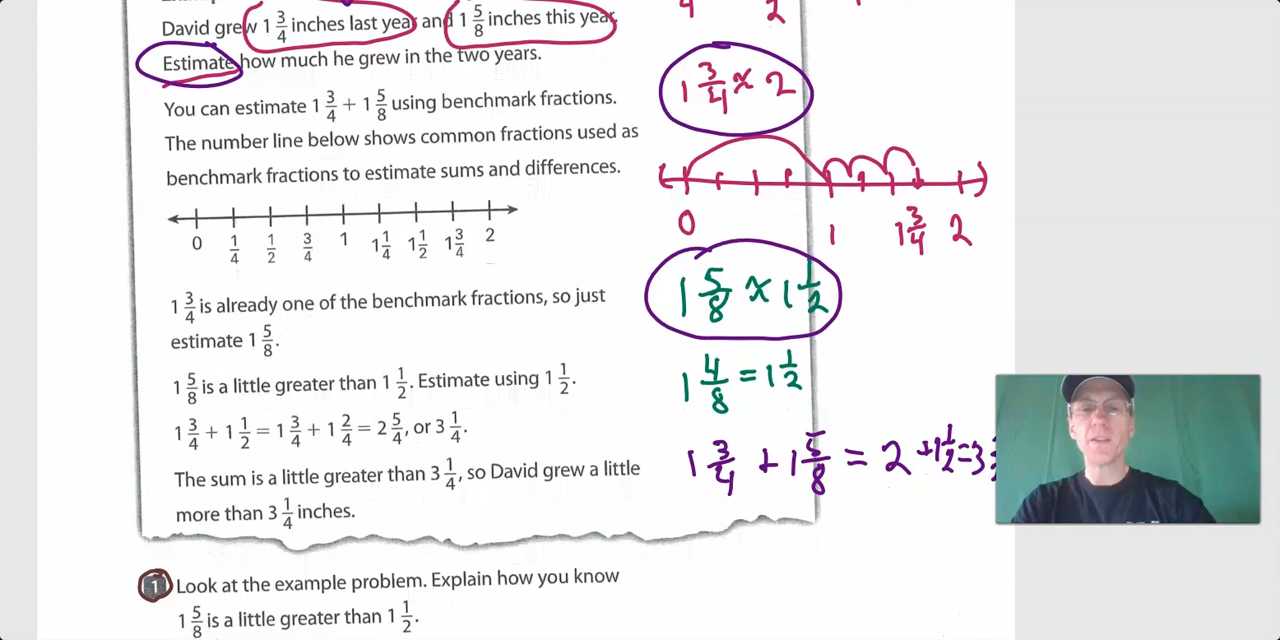 David grew 1 3/4 inches last year and 1 5/8 inches this year.
Estimate how much he grew in the two years.
You can estimate 1 3/4 + 1 5/8 using benchmark fractions.
The number line below shows common fractions used as
benchmark fractions to estimate sums and differences.
0 1/4 1/2 3/4 1 1 1/4 1 1/2 1 3/4 2
1 3/4 is already one of the benchmark fractions, so just
estimate 1 5/8.
1 5/8 is a little greater than 1 1/2. Estimate using 1 1/2.
1 3/4 + 1 1/2 = 1 3/4 + 1 2/4 = 2 5/4, or 3 1/4.
The sum is a little greater than 3 1/4, so David grew a little
more than 3 1/4 inches.
1 Look at the example problem. Explain how you know
1 5/8 is a little greater than 1 1/2.
4 2
1 3/4 ≈ 2
0 1 1 3/4 2
1 5/8 ≈ 1 1/2
1 4/8 = 1 1/2
1 3/4 + 1 5/8 = 2 + 1 1/2 = 3